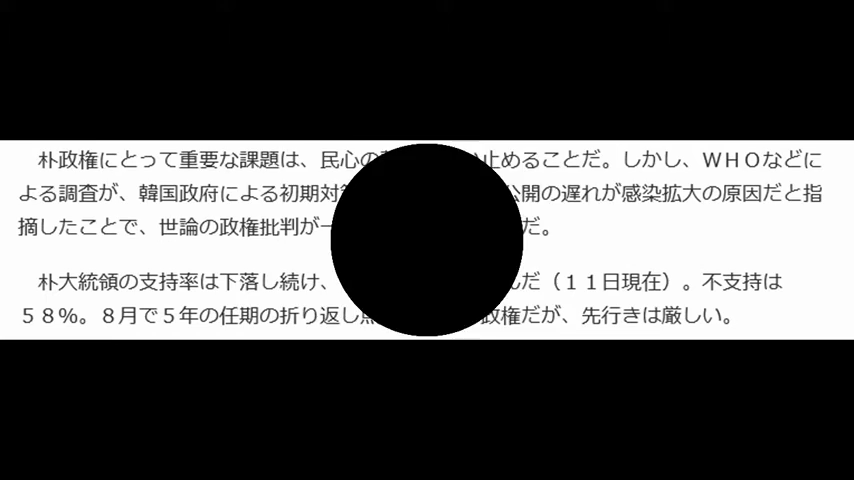 朴政権にとって重要な課題は、民心の 止めることだ。しかし、ＷＨＯなどに
よる調査が、韓国政府による初期対 公開の遅れが感染拡大の原因だと指
摘したことで、世論の政権批判が だ。
朴大統領の支持率は下落し続け、 んだ（１１日現在）。不支持は
５８％。８月で５年の任期の折り返し 政権だが、先行きは厳しい。